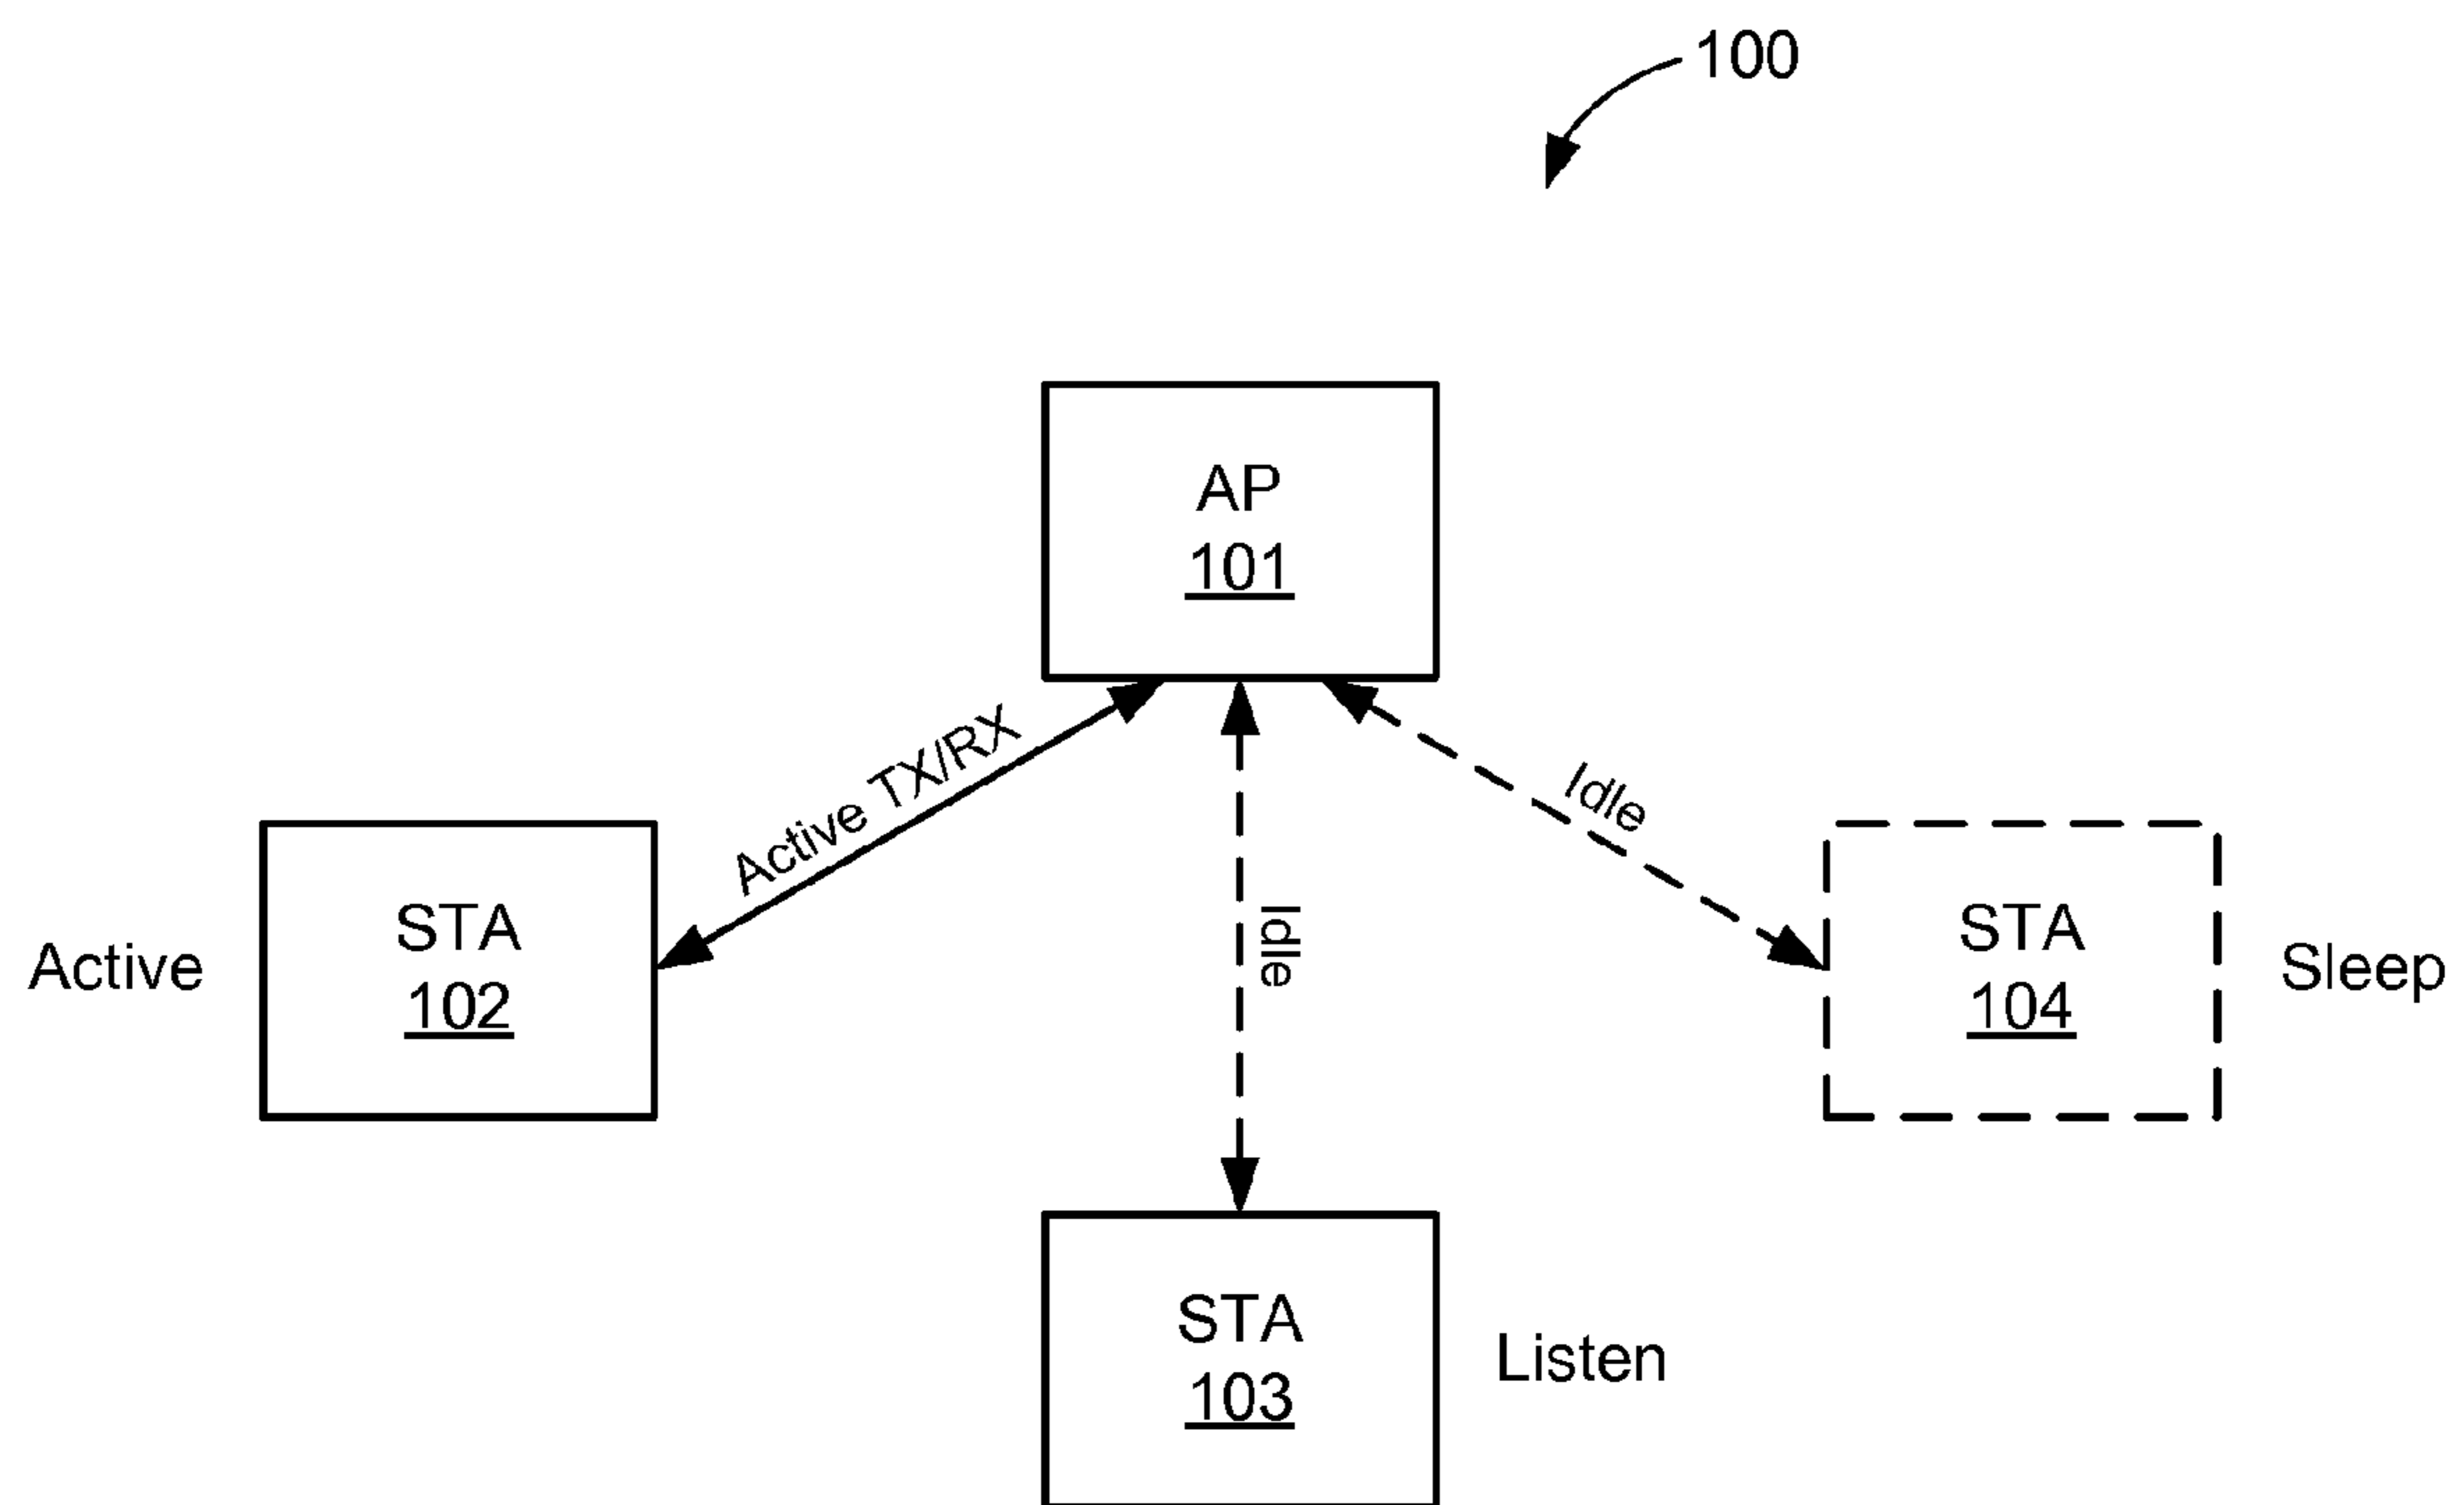 100
AP
101
Active TX/RX
Idle
Idle
Active
STA
102
STA
104
Sleep
STA
103
Listen